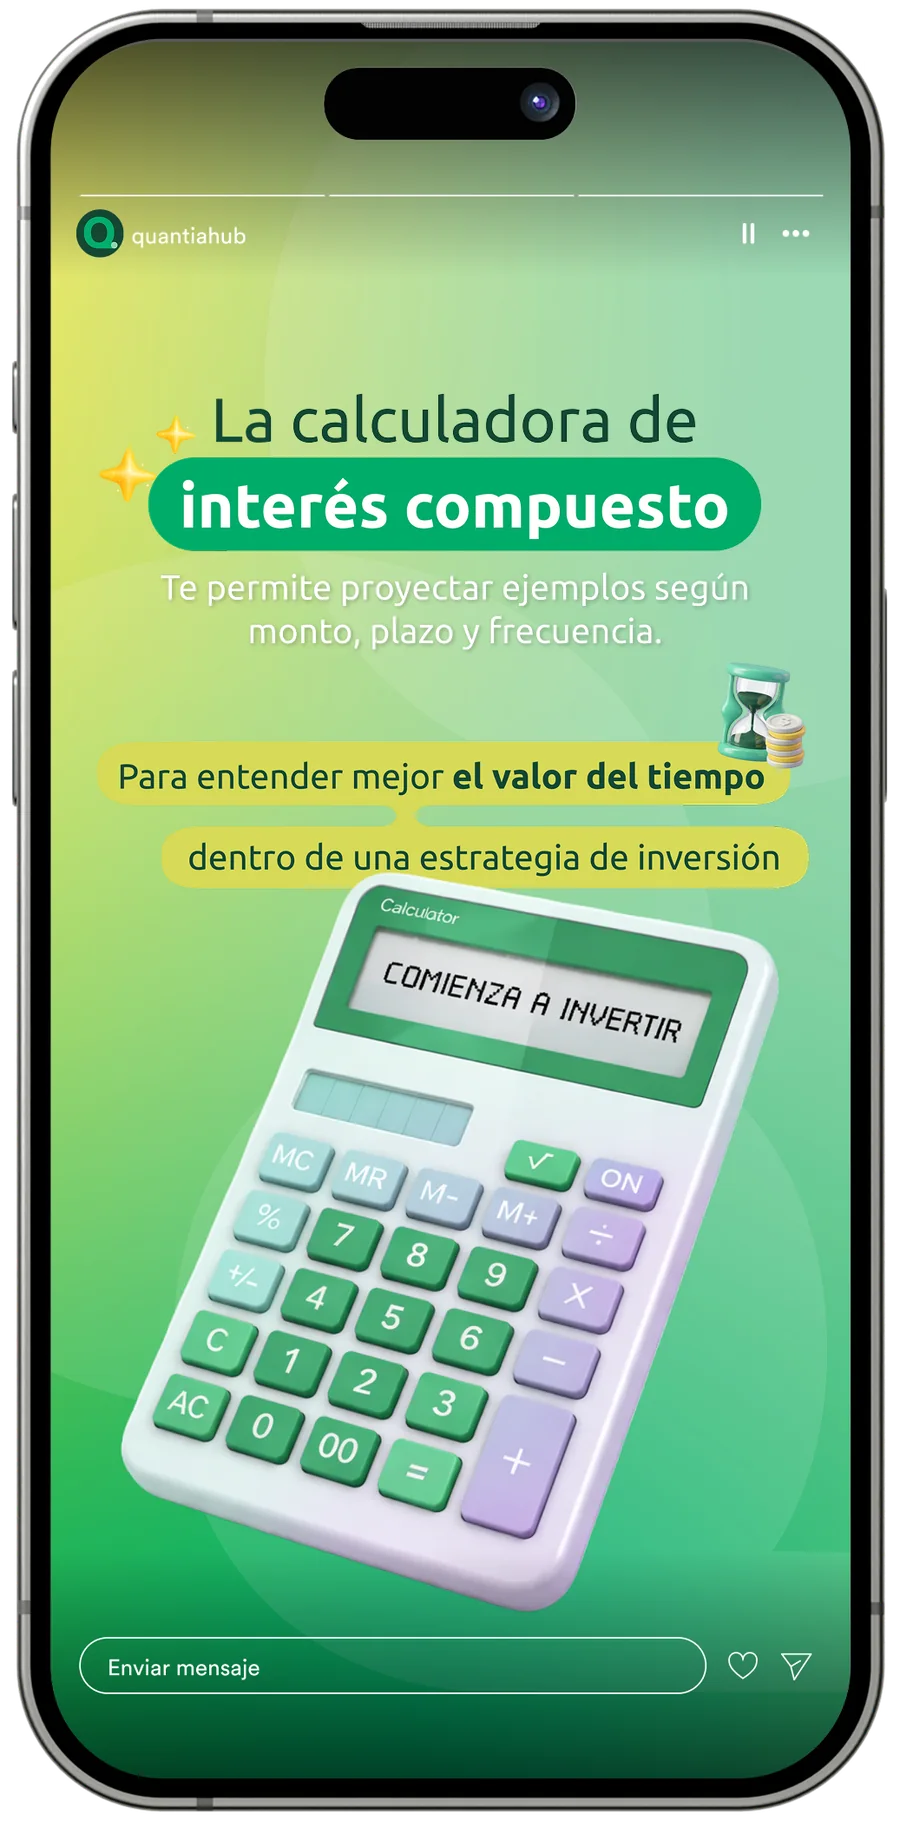 quantiahub
La calculadora de
interés compuesto
Te permite proyectar ejemplos según
monto, plazo y frecuencia.
Para entender mejor el valor del tiempo
dentro de una estrategia de inversión
Calculator
COMIENZA A INVERTIR
√ ON
MC MR M- M+ ÷
% 7 8 9 X
+/- 4 5 6 −
C 1 2 3 +
AC 0 00 =
Enviar mensaje